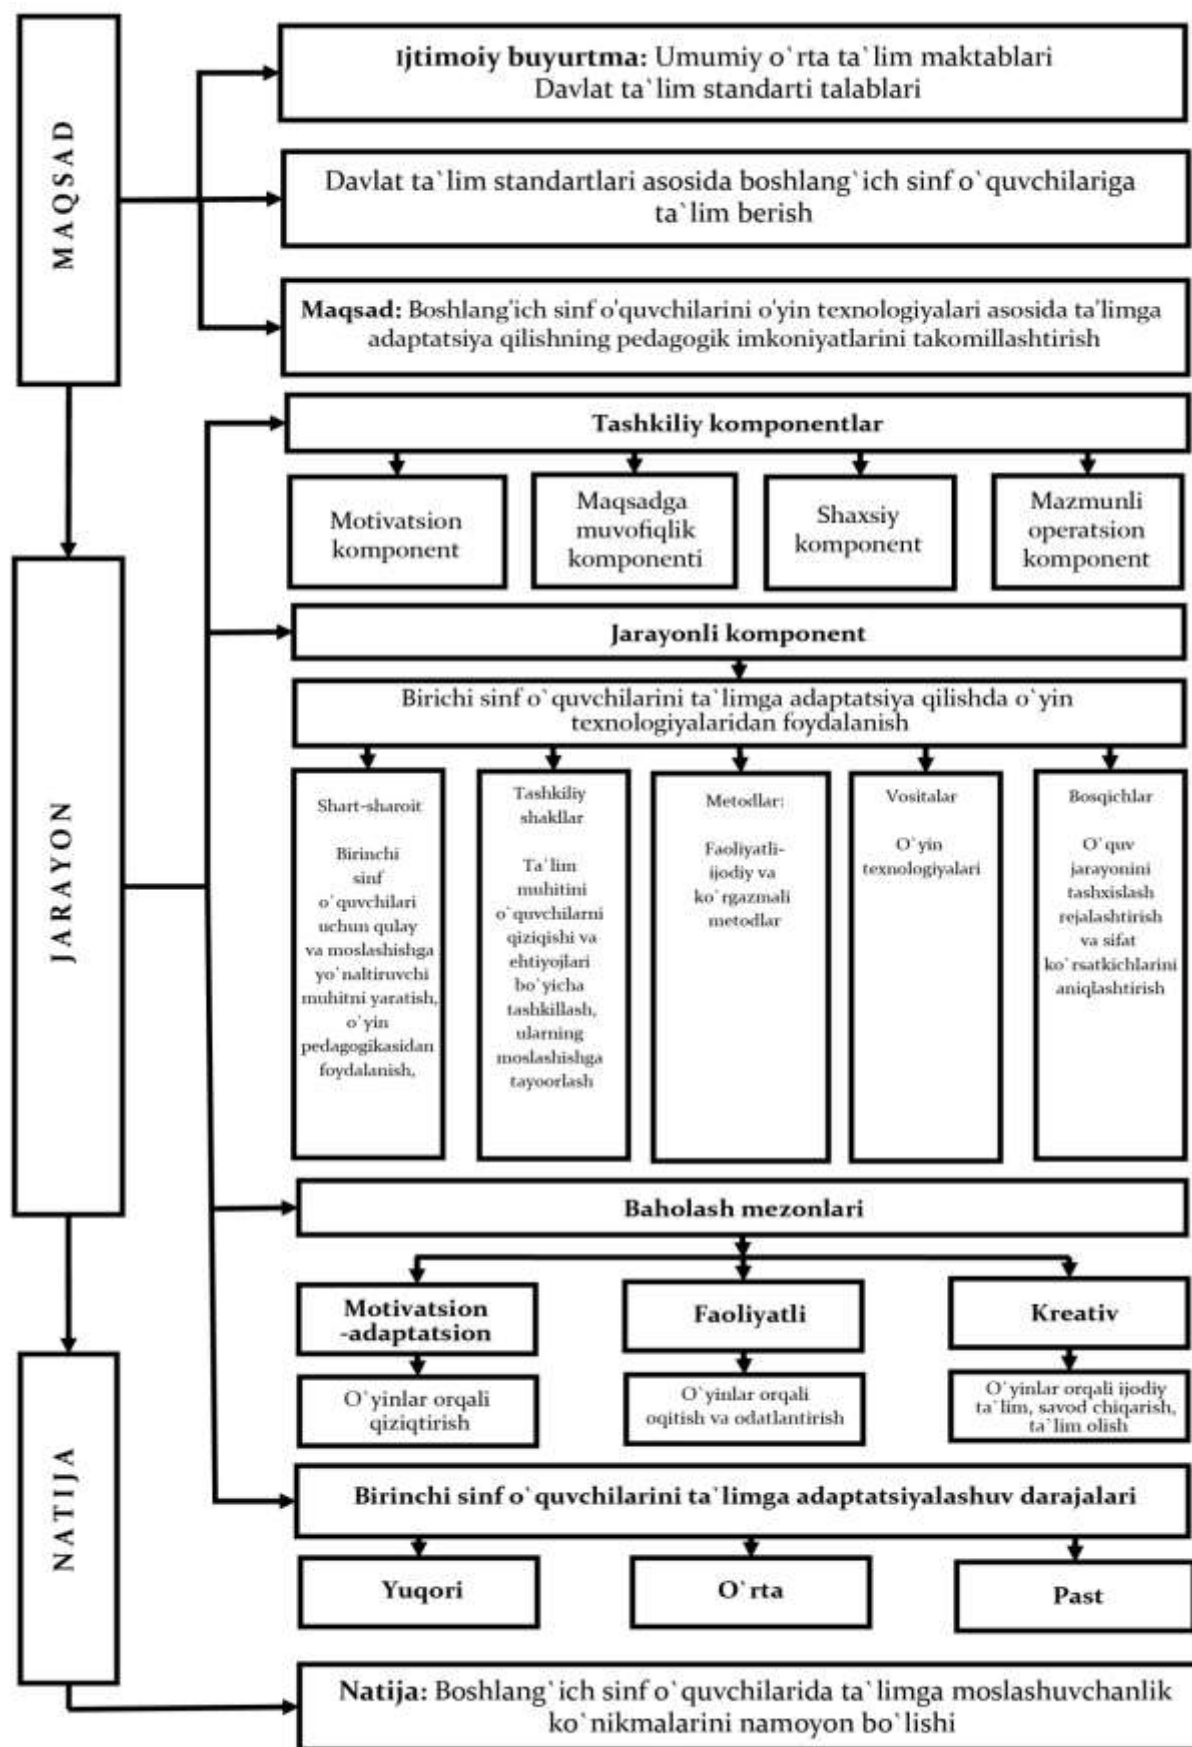 MAQSAD
Ijtimoiy buyurtma: Umumiy o`rta ta`lim maktablari
Davlat ta`lim standarti talablari
Davlat ta`lim standartlari asosida boshlang`ich sinf o`quvchilariga
ta`lim berish
Maqsad: Boshlang'ich sinf o'quvchilarini o'yin texnologiyalari asosida ta'limga
adaptatsiya qilishning pedagogik imkoniyatlarini takomillashtirish
JARAYON
Tashkiliy komponentlar
Motivatsion
komponent
Maqsadga
muvofiqlik
komponenti
Shaxsiy
komponent
Mazmunli
operatsion
komponent
Jarayonli komponent
Birichi sinf o`quvchilarini ta`limga adaptatsiya qilishda o`yin
texnologiyalaridan foydalanish
Shart-sharoit
Birinchi
sinf
o`quvchilari
uchun qulay
va moslashishga
yo`naltiruvchi
muhitni yaratish,
o`yin
pedagogikasidan
foydalanish,
Tashkiliy
shakllar
Ta`lim
muhitini
o`quvchilarni
qiziqishi va
ehtiyojlari
bo`yicha
tashkillash,
ularning
moslashishga
tayoorlash
Metodlar:
Faoliyatli-
ijodiy va
ko`rgazmali
metodlar
Vositalar
O`yin
texnologiyalari
Bosqichlar
O`quv
jarayonini
tashxislash
rejalashtirish
va sifat
ko`rsatkichlarini
aniqlashtirish
Baholash mezonlari
Motivatsion
-adaptatsion
Faoliyatli
Kreativ
O`yinlar orqali
qiziqtirish
O`yinlar orqali
oqitish va odatlantirish
O`yinlar orqali ijodiy
ta`lim, savod chiqarish,
ta`lim olish
NATIJA
Birinchi sinf o`quvchilarini ta`limga adaptatsiyalashuv darajalari
Yuqori
O`rta
Past
Natija: Boshlang`ich sinf o`quvchilarida ta`limga moslashuvchanlik
ko`nikmalarini namoyon bo`lishi